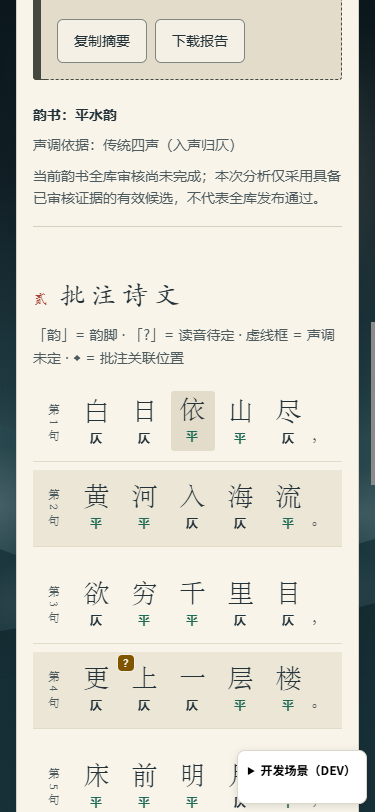 复制摘要 下载报告
韵书：平水韵
声调依据：传统四声（入声归仄）
当前韵书全库审核尚未完成；本次分析仅采用具备
已审核证据的有效候选，不代表全库发布通过。
贰 批注诗文
「韵」= 韵脚 · 「?」= 读音待定 · 虚线框 = 声调
未定 · ⬥ = 批注关联位置
第1句 白日依山尽，
仄 仄 平 平 仄
第2句 黄河入海流。
平 平 仄 仄 平
第3句 欲穷千里目，
仄 平 平 仄 仄
?
第4句 更上一层楼。
仄 仄 仄 平 平
第5句 床前明
平 平 平
▶ 开发场景（DEV）